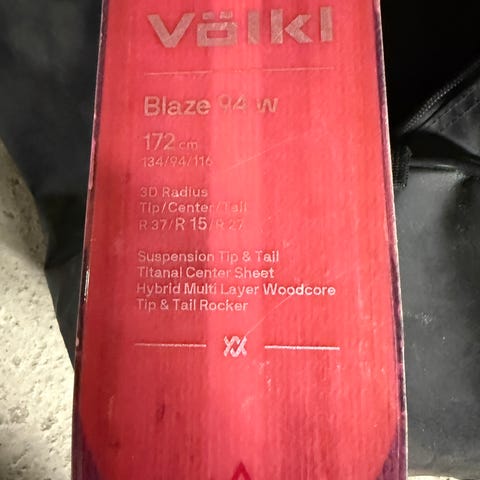 Völkl
Blaze 94 W
172 cm
134/94/116
3D Radius
Tip/Center/Tail
R 37/R 15/R 27
Suspension Tip & Tail
Titanal Center Sheet
Hybrid Multi Layer Woodcore
Tip & Tail Rocker